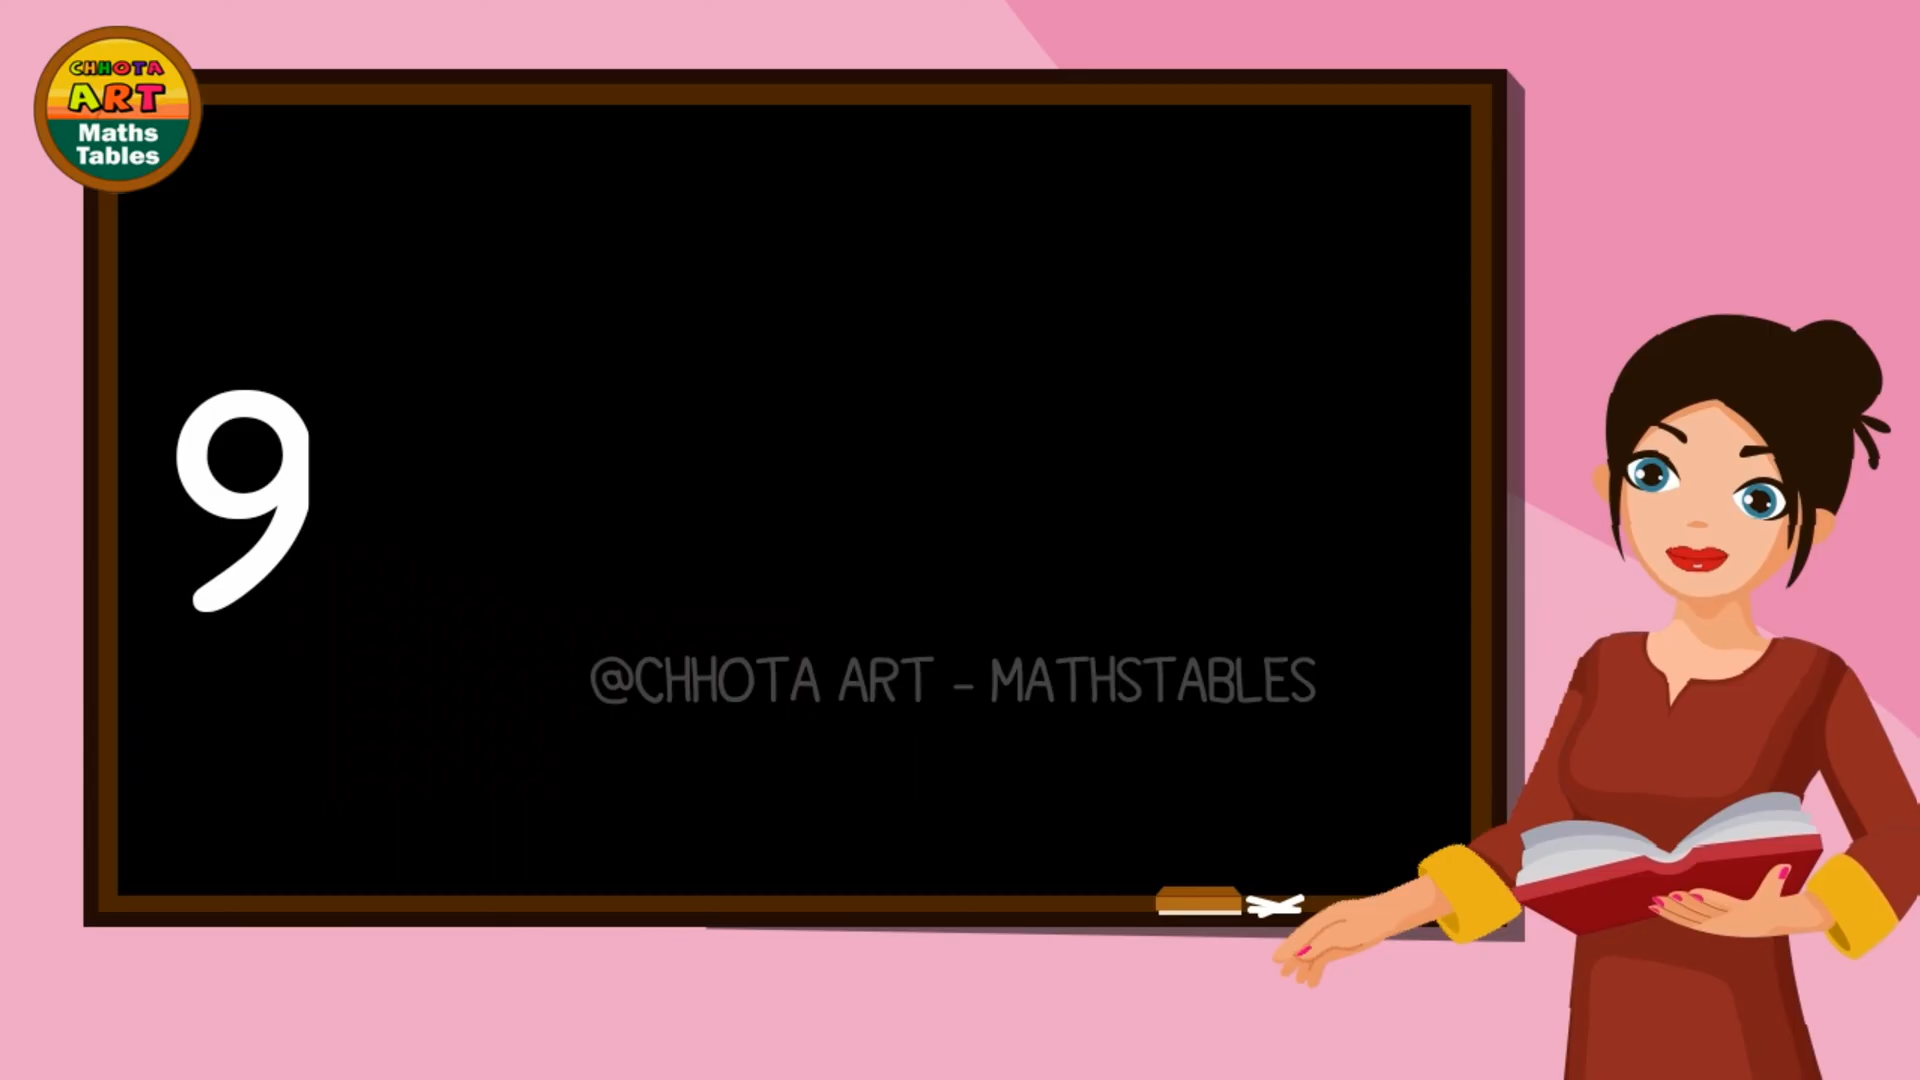 CHHOTA
ART
Maths
Tables
9
@CHHOTA ART - MATHSTABLES